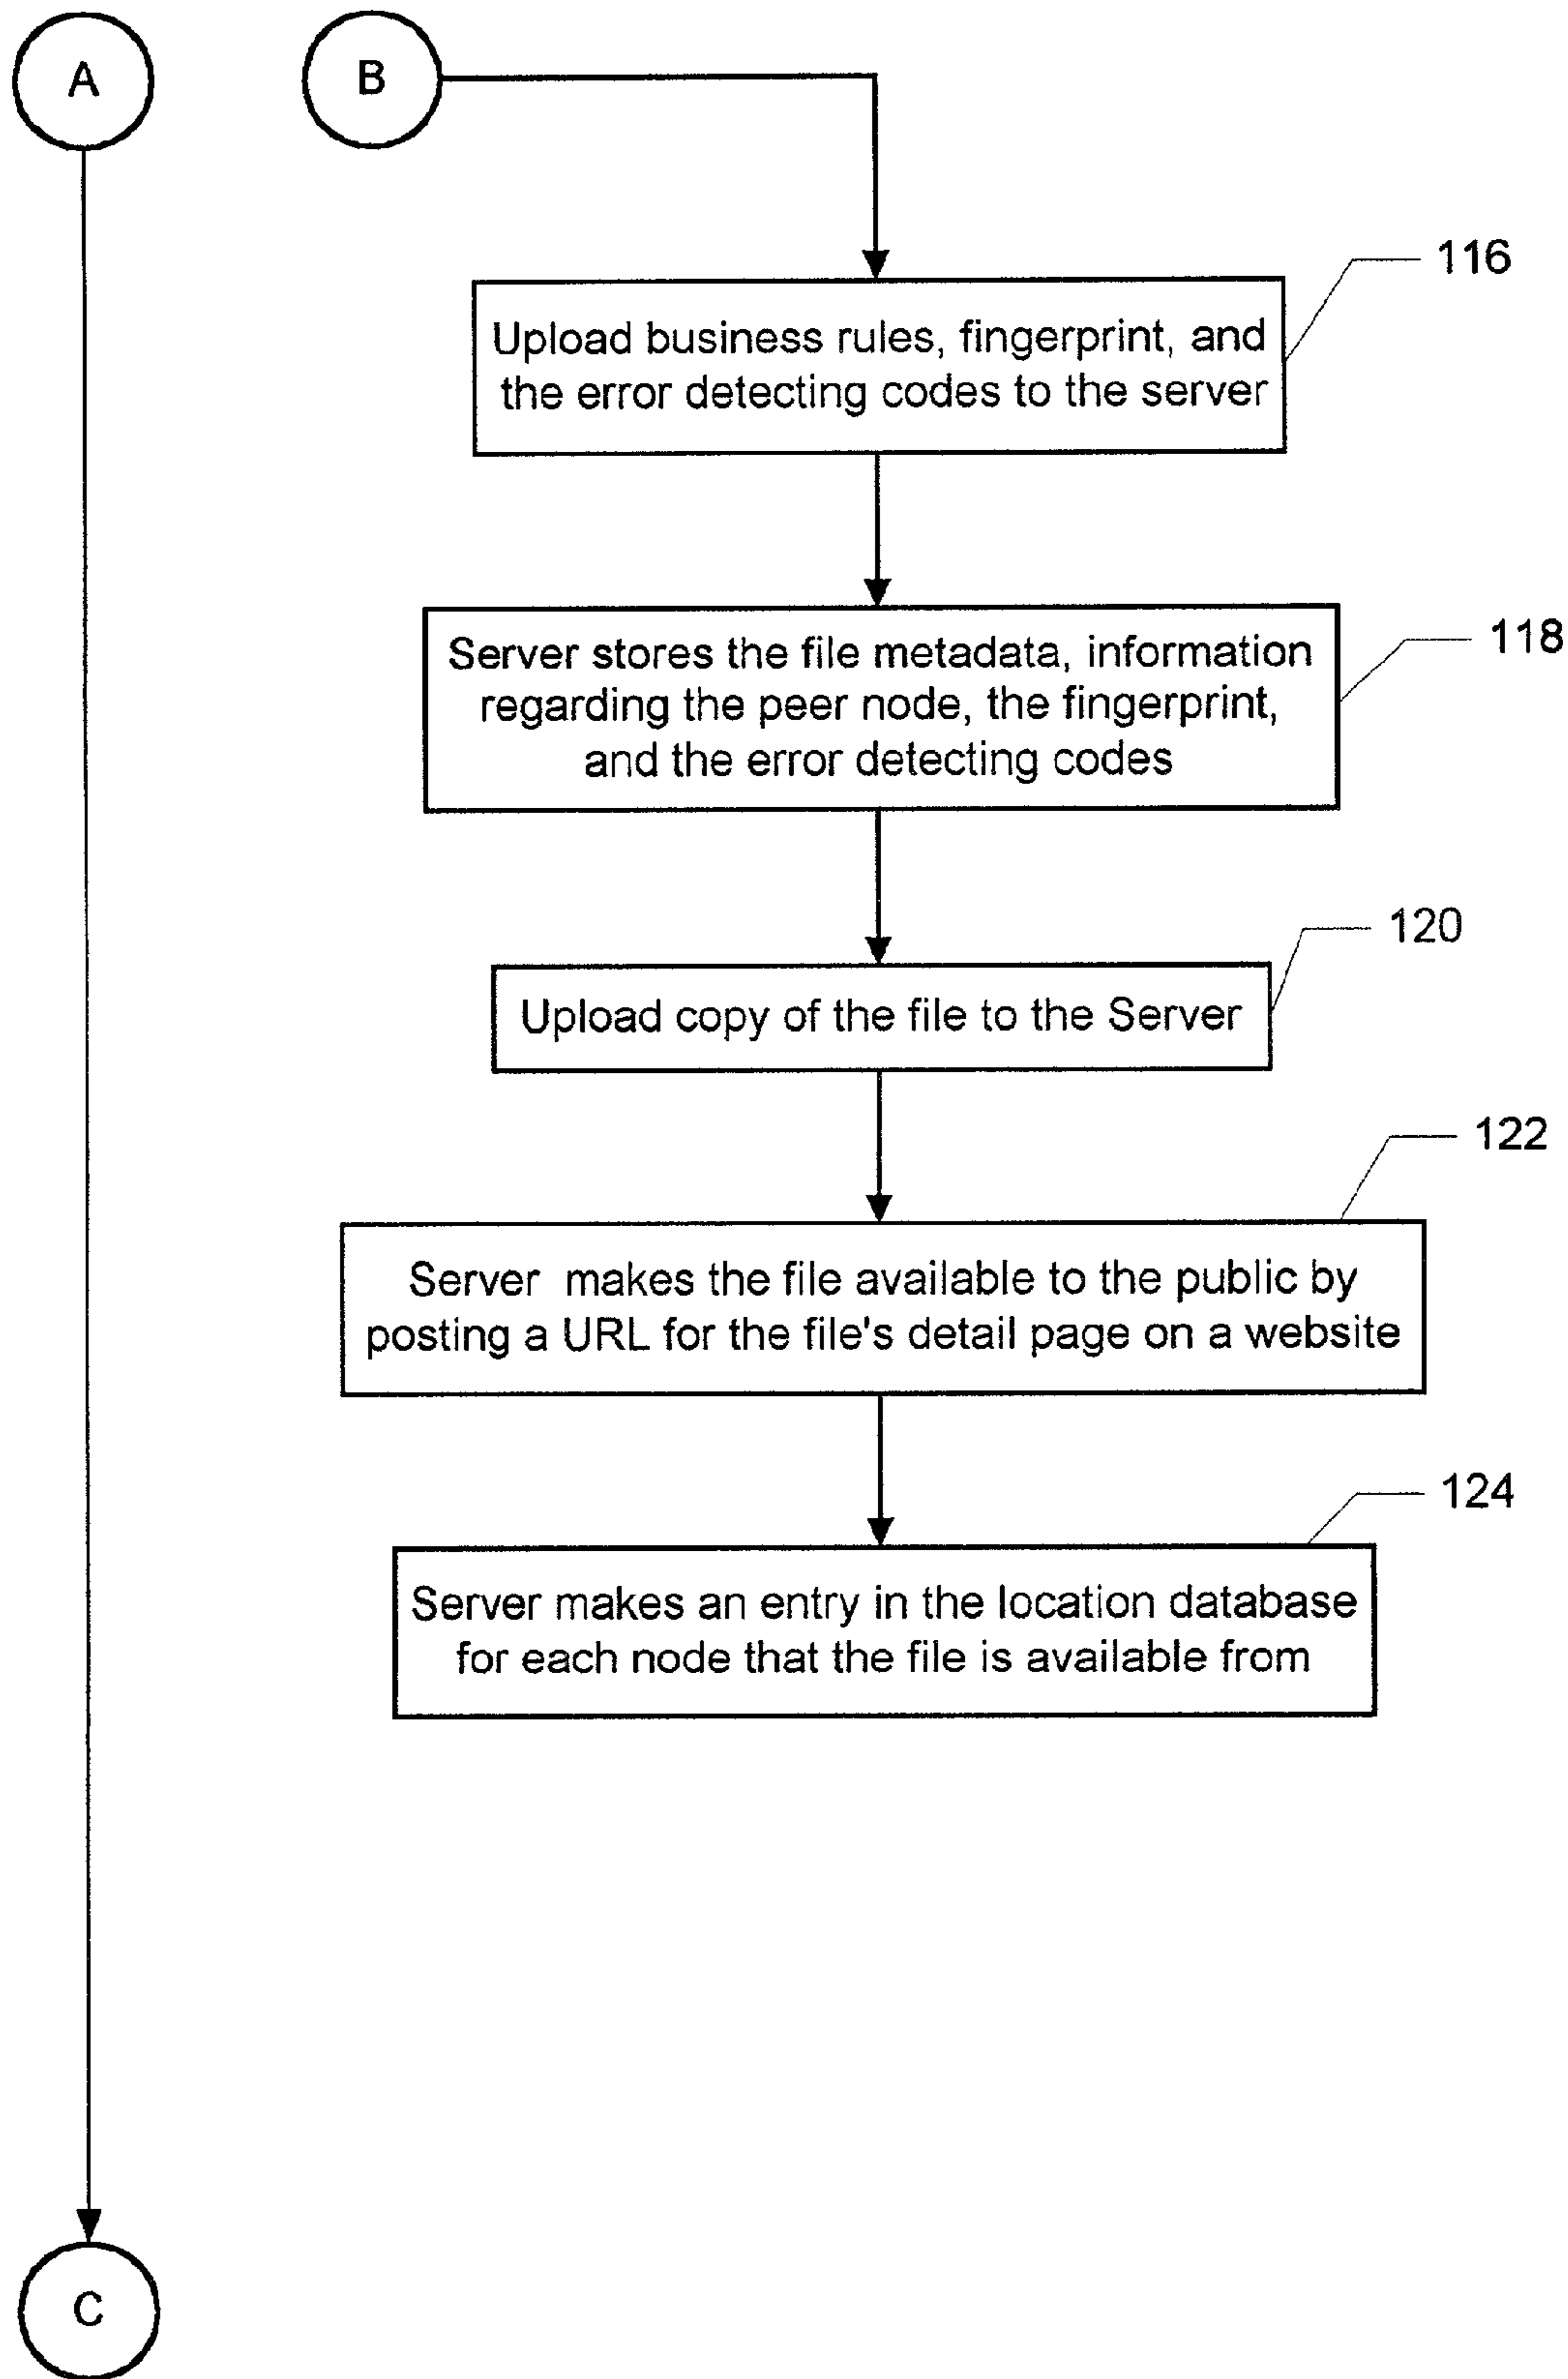 A
B
116
Upload business rules, fingerprint, and
the error detecting codes to the server
118
Server stores the file metadata, information
regarding the peer node, the fingerprint,
and the error detecting codes
120
Upload copy of the file to the Server
122
Server makes the file available to the public by
posting a URL for the file's detail page on a website
124
Server makes an entry in the location database
for each node that the file is available from
C